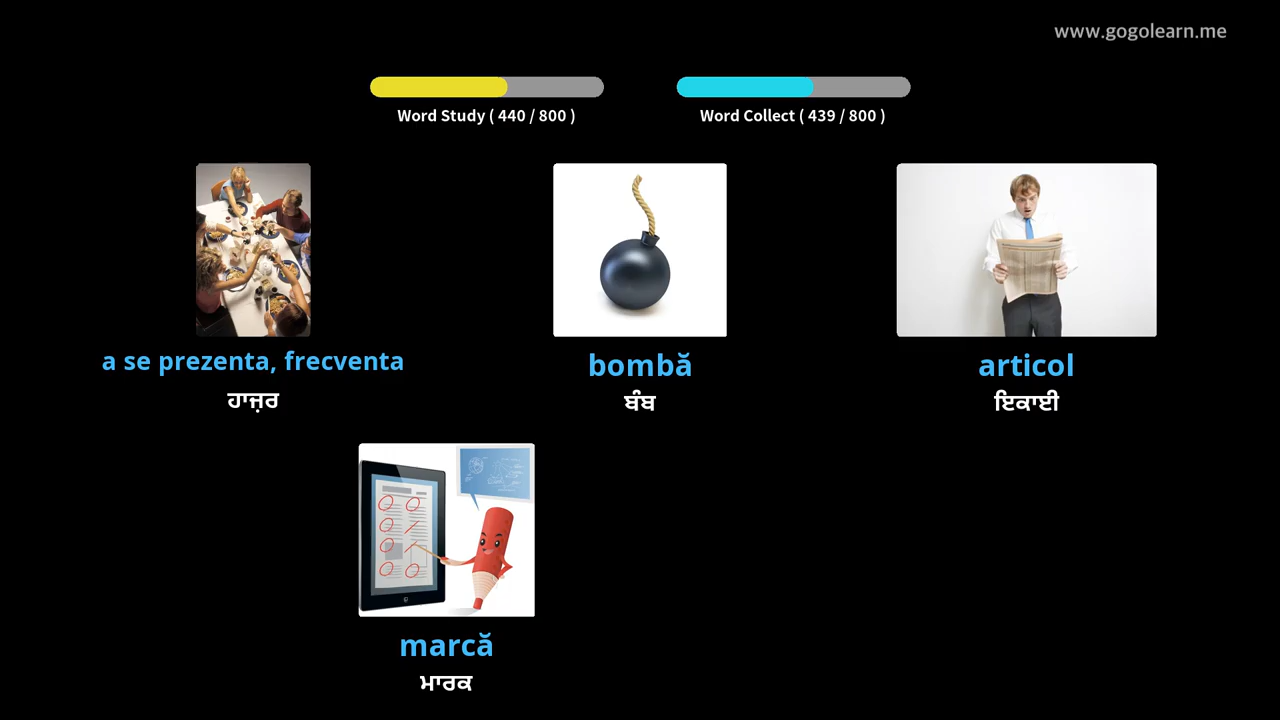 www.gogolearn.me
Word Study ( 440 / 800 )
Word Collect ( 439 / 800 )
a se prezenta, frecventa
bombă
articol
ਹਾਜ਼ਰ
ਬੰਬ
ਇਕਾਈ
marcă
ਮਾਰਕ